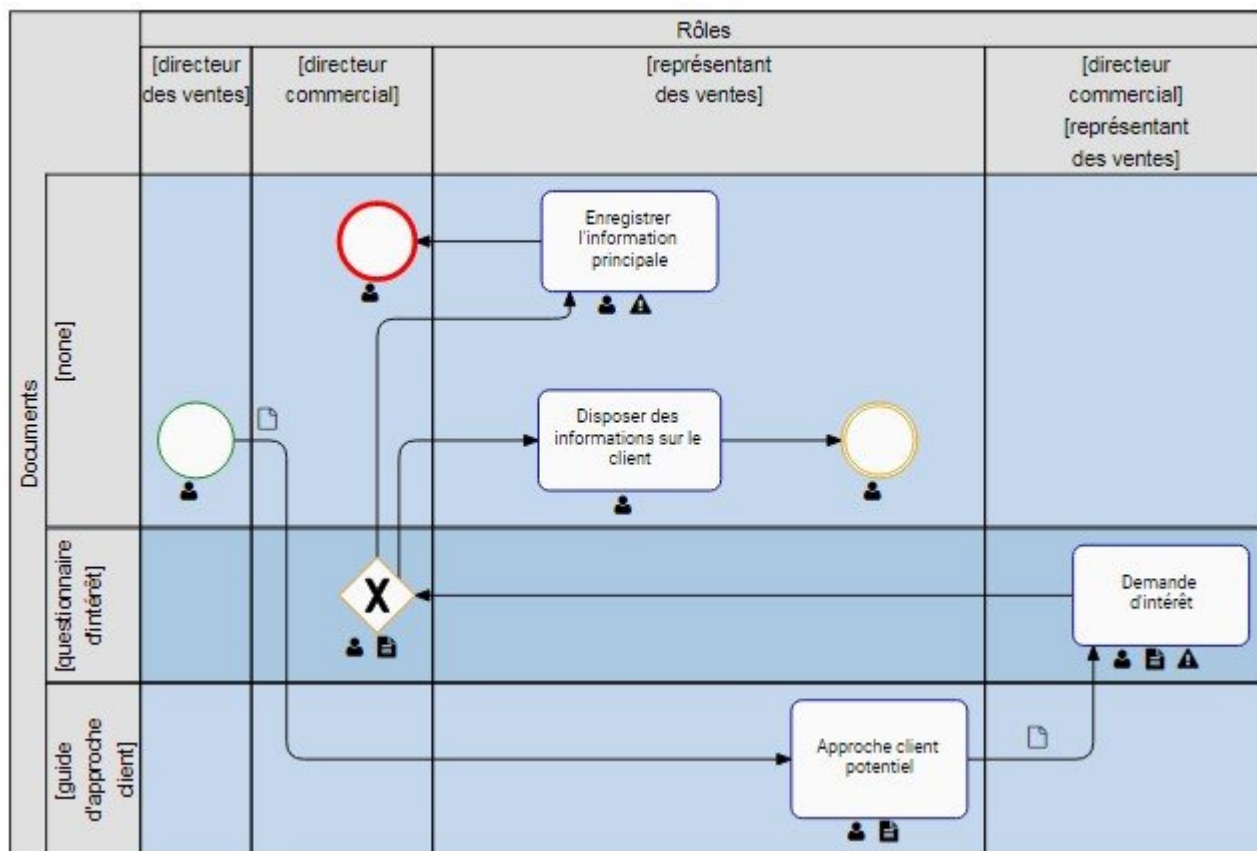 Rôles
[directeur
des ventes]
[directeur
commercial]
[représentant
des ventes]
[directeur
commercial]
[représentant
des ventes]
Documents
[none]
Enregistrer
l'information
principale
Disposer des
informations sur le
client
[questionnaire
d'intérêt]
X
Demande
d'intérêt
[guide
d'approche
client]
Approche client
potentiel